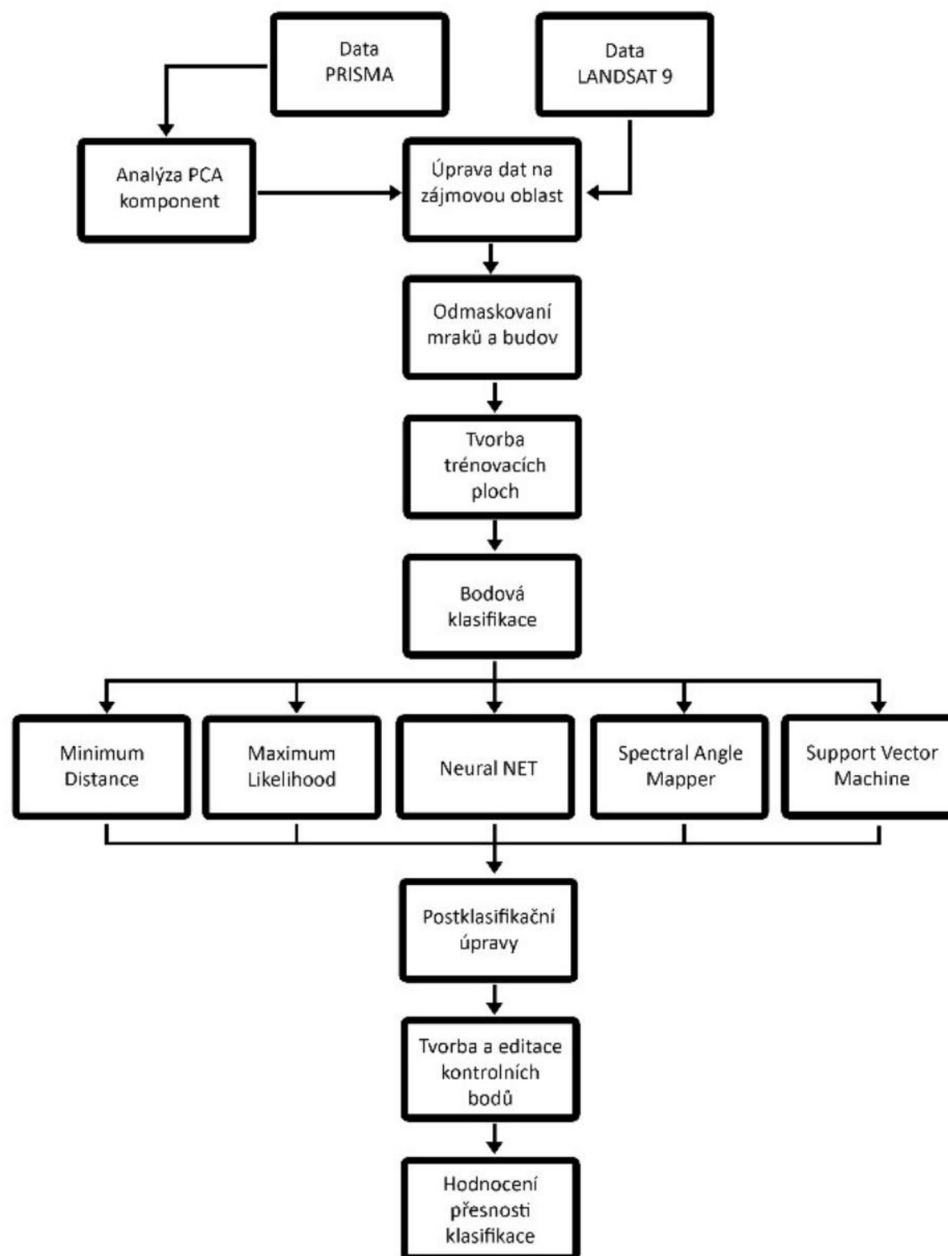 Data
PRISMA
Data
LANDSAT 9
Analýza PCA
komponent
Úprava dat na
zájmovou oblast
Odmaskovaní
mraků a budov
Tvorba
trénovacích
ploch
Bodová
klasifikace
Minimum
Distance
Maximum
Likelihood
Neural NET
Spectral Angle
Mapper
Support Vector
Machine
Postklasifikační
úpravy
Tvorba a editace
kontrolních
bodů
Hodnocení
přesnosti
klasifikace